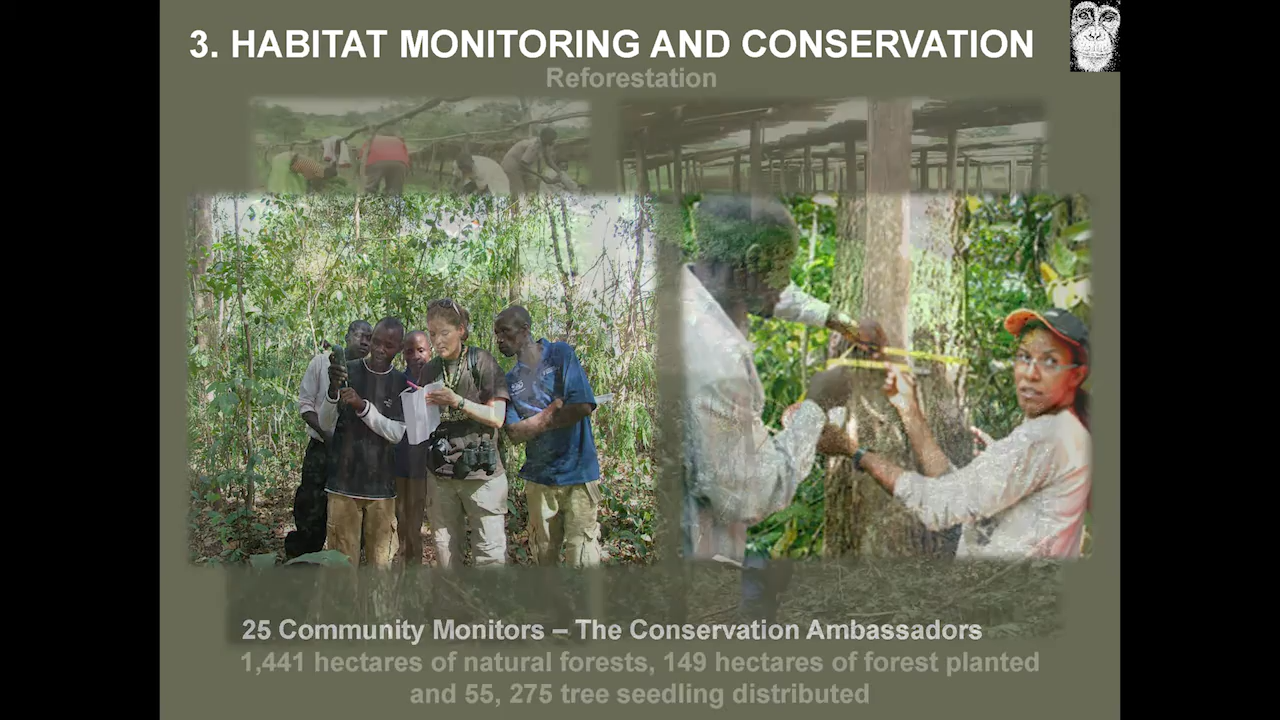 3. HABITAT MONITORING AND CONSERVATION
Reforestation
25 Community Monitors – The Conservation Ambassadors
1,441 hectares of natural forests, 149 hectares of forest planted
and 55, 275 tree seedling distributed